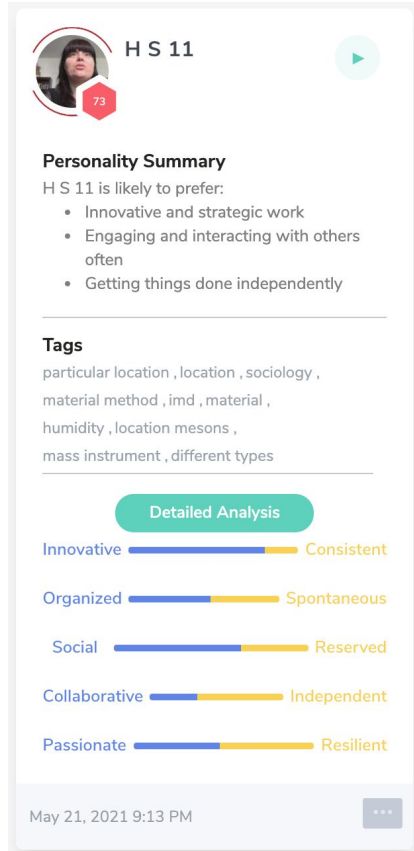 H S 11
73
Personality Summary
H S 11 is likely to prefer:
• Innovative and strategic work
• Engaging and interacting with others
often
• Getting things done independently
Tags
particular location , location , sociology ,
material method , imd , material ,
humidity , location mesons ,
mass instrument , different types
Detailed Analysis
Innovative Consistent
Organized Spontaneous
Social Reserved
Collaborative Independent
Passionate Resilient
May 21, 2021 9:13 PM